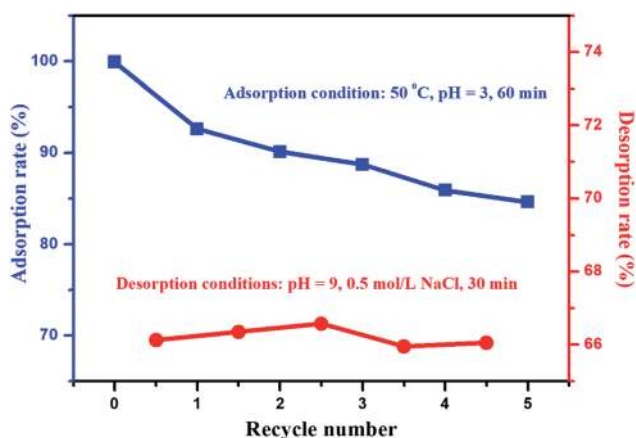 Adsorption rate (%)
100
90
80
70
Adsorption condition: 50 °C, pH = 3, 60 min
Desorption conditions: pH = 9, 0.5 mol/L NaCl, 30 min
74
72
70
68
66
Desorption rate (%)
0 1 2 3 4 5
Recycle number